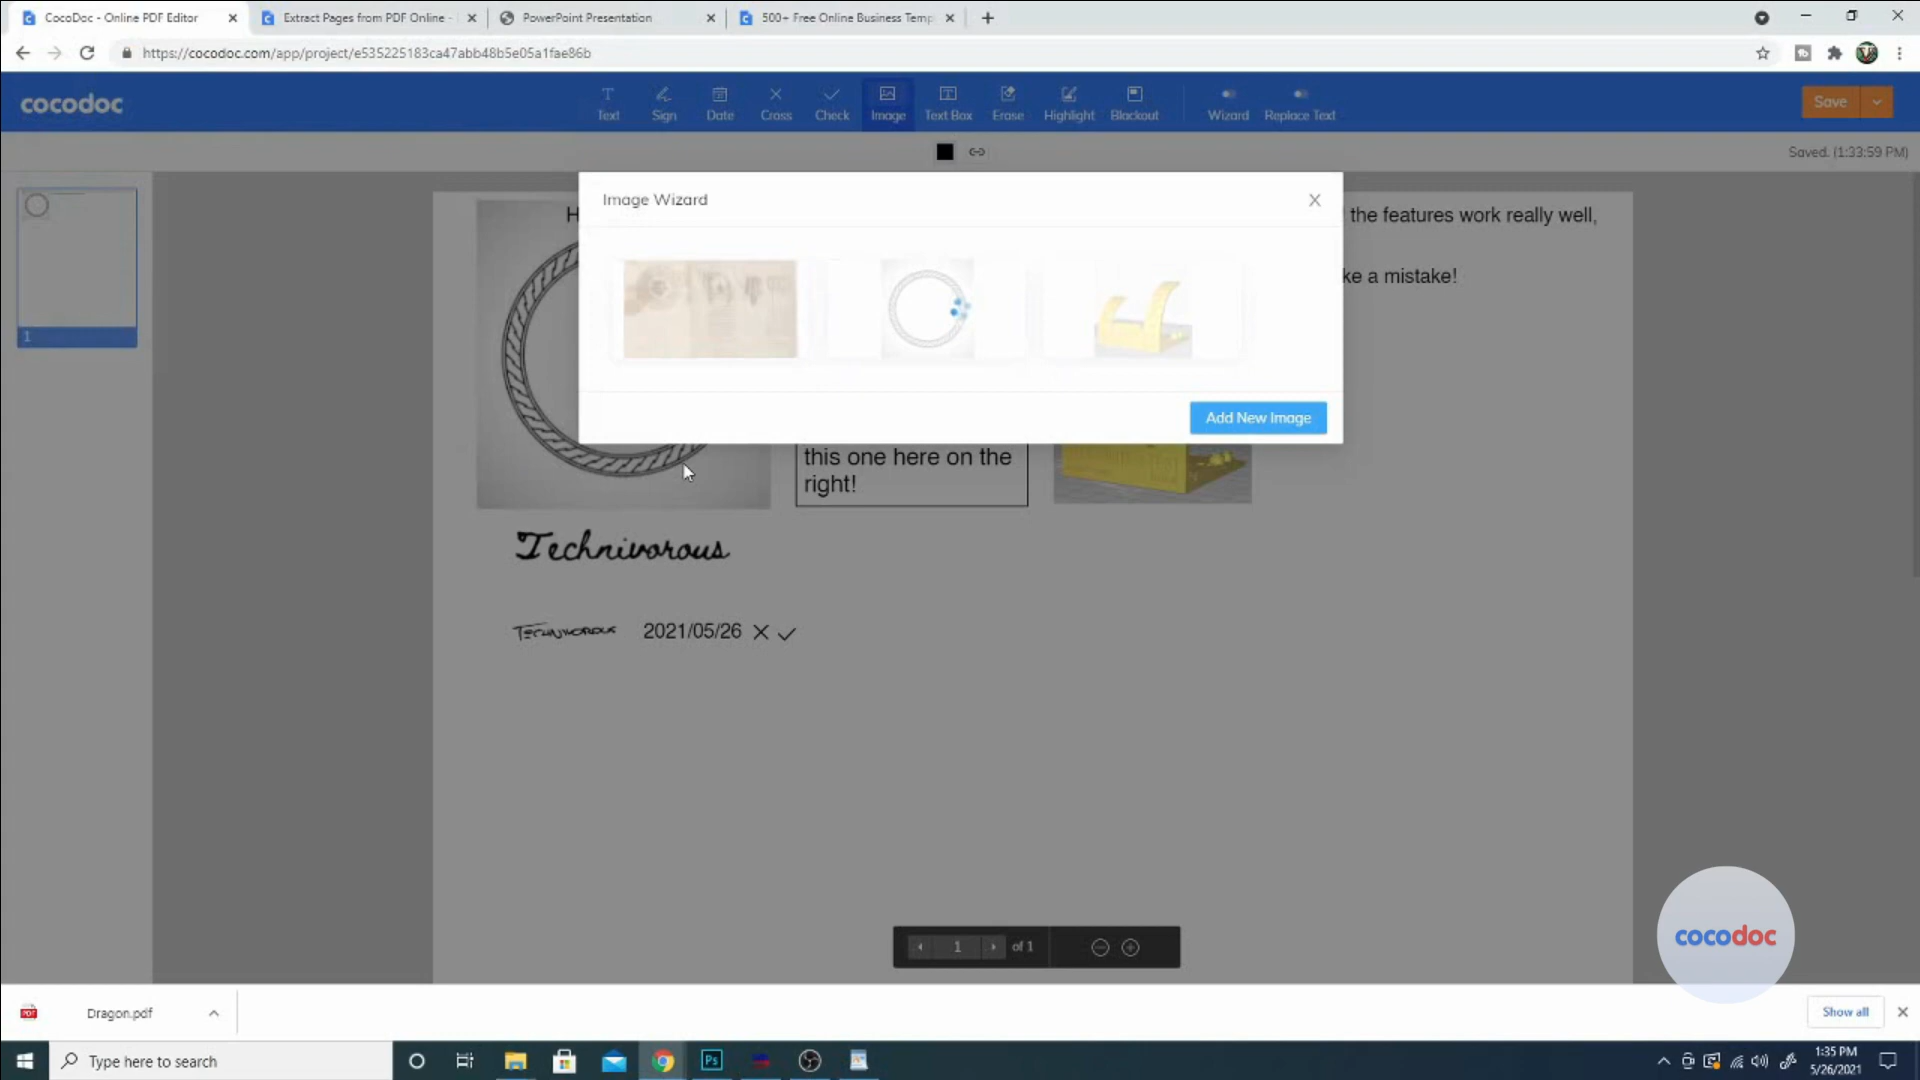 CocoDoc - Online PDF Editor
Extract Pages from PDF Online -
PowerPoint Presentation
500+ Free Online Business Temp
https://cocodoc.com/app/project/e535225183ca47abb48b5e05a1fae86b
cocodoc
Text
Sign
Date
Cross
Check
Image
Text Box
Erase
Highlight
Blackout
Wizard
Replace Text
Save
Saved. (1:33:59 PM)
1
Image Wizard
H
the features work really well,
ke a mistake!
Add New Image
this one here on the
right!
Technivorous
Technivorous 2021/05/26
1 of 1
cocodoc
PDF
Dragon.pdf
Show all
Type here to search
Ps
1:35 PM
5/26/2021